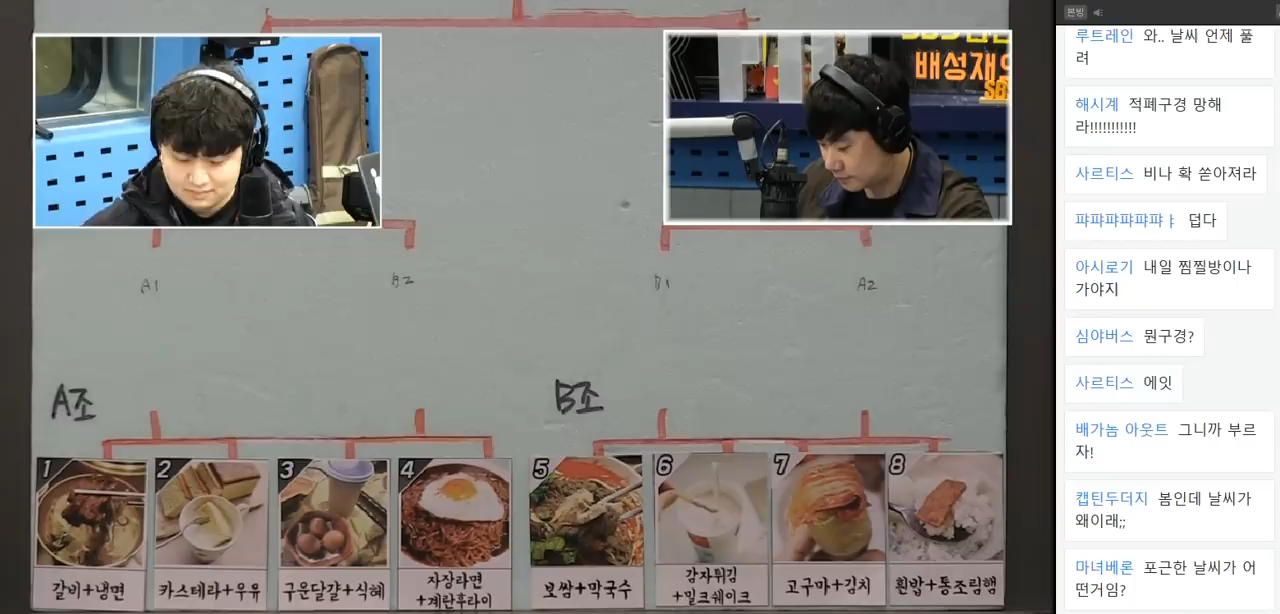 배성재의
SB
A1
B2
B1
A2
A조
B조
1
2
3
4
5
6
7
8
갈비+냉면
카스테라+우유
구운달걀+식혜
자장라면
+계란후라이
보쌈+막국수
감자튀김
+밀크쉐이크
고구마+김치
흰밥+통조림햄
본방
루트레인 와.. 날씨 언제 풀
려
해시계 적폐구경 망해
라!!!!!!!!!!!
사르티스 비나 확 쏟아져라
퍄퍄퍄퍄퍄퍄ㅑ 덥다
아시로기 내일 찜찔방이나
가야지
심야버스 뭔구경?
사르티스 에잇
배가놈 아웃트 그니까 부르
자!
캡틴두더지 봄인데 날씨가
왜이래;;
마녀베론 포근한 날씨가 어
떤거임?